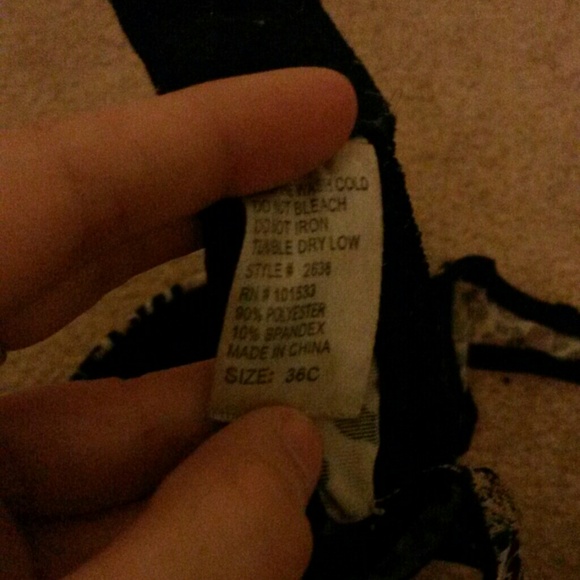 WASH COLD
DO NOT BLEACH
DO NOT IRON
TUMBLE DRY LOW
STYLE # 2638
RN # 101533
90% POLYESTER
10% SPANDEX
MADE IN CHINA
SIZE: 36C